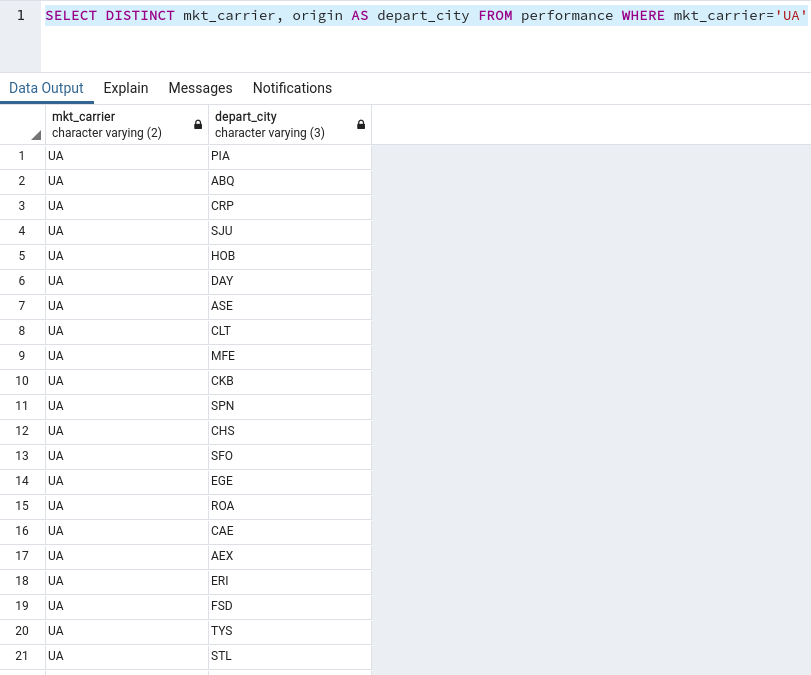 1 SELECT DISTINCT mkt_carrier, origin AS depart_city FROM performance WHERE mkt_carrier='UA'
Data Output Explain Messages Notifications
mkt_carrier depart_city
character varying (2) character varying (3)
1 UA PIA
2 UA ABQ
3 UA CRP
4 UA SJU
5 UA HOB
6 UA DAY
7 UA ASE
8 UA CLT
9 UA MFE
10 UA CKB
11 UA SPN
12 UA CHS
13 UA SFO
14 UA EGE
15 UA ROA
16 UA CAE
17 UA AEX
18 UA ERI
19 UA FSD
20 UA TYS
21 UA STL